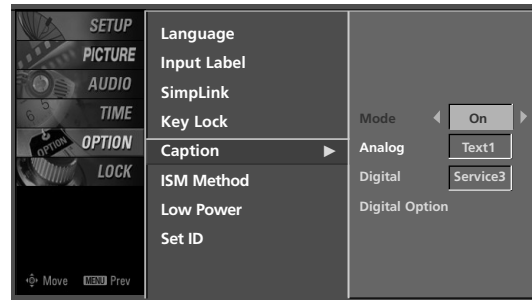 SETUP
PICTURE
AUDIO
TIME
OPTION
LOCK
Move MENU Prev
Language
Input Label
SimpLink
Key Lock
Caption
ISM Method
Low Power
Set ID
Mode On
Analog Text1
Digital Service3
Digital Option